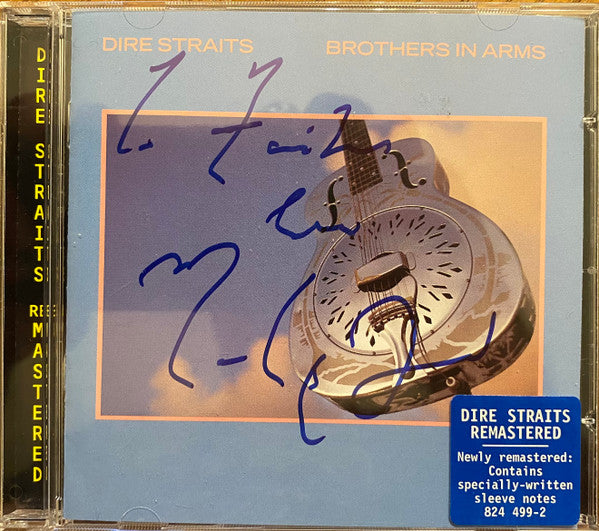 DIRE STRAITS BROTHERS IN ARMS
DIRE STRAITS REMASTERED
To
DIRE STRAITS
REMASTERED
Newly remastered:
Contains
specially-written
sleeve notes
824 499-2